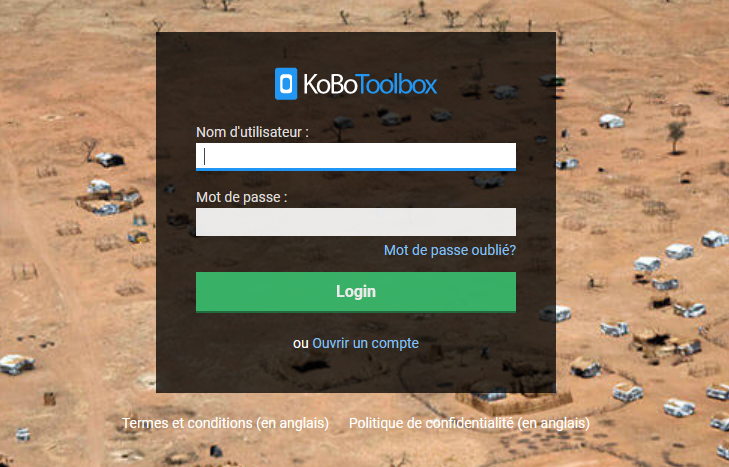 KoBoToolbox
Nom d'utilisateur :
Mot de passe :
Mot de passe oublié?
Login
ou Ouvrir un compte
Termes et conditions (en anglais) Politique de confidentialité (en anglais)